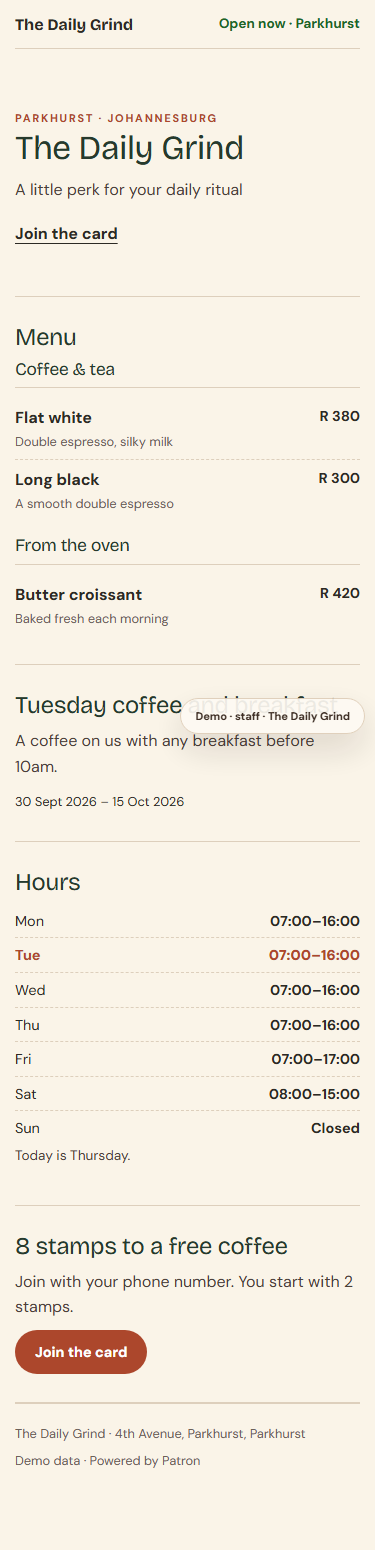 The Daily Grind
Open now · Parkhurst
PARKHURST · JOHANNESBURG
The Daily Grind
A little perk for your daily ritual
Join the card
Menu
Coffee & tea
Flat white
R 380
Double espresso, silky milk
Long black
R 300
A smooth double espresso
From the oven
Butter croissant
R 420
Baked fresh each morning
Tuesday coffee and breakfast
Demo · staff · The Daily Grind
A coffee on us with any breakfast before
10am.
30 Sept 2026 – 15 Oct 2026
Hours
Mon
07:00–16:00
Tue
07:00–16:00
Wed
07:00–16:00
Thu
07:00–16:00
Fri
07:00–17:00
Sat
08:00–15:00
Sun
Closed
Today is Thursday.
8 stamps to a free coffee
Join with your phone number. You start with 2
stamps.
Join the card
The Daily Grind · 4th Avenue, Parkhurst, Parkhurst
Demo data · Powered by Patron